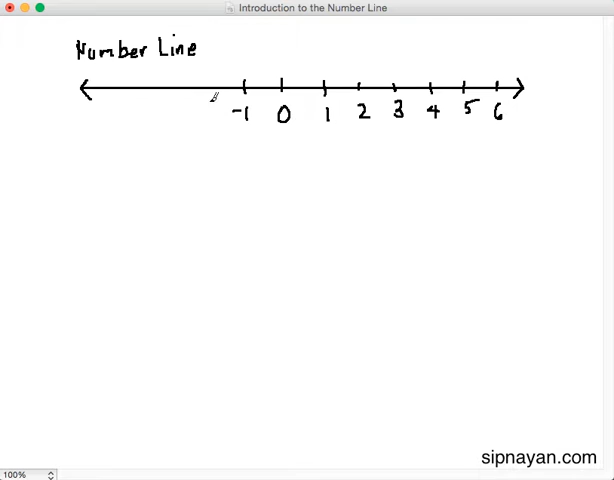 Introduction to the Number Line
Number Line
-1 0 1 2 3 4 5 6
sipnayan.com
100%